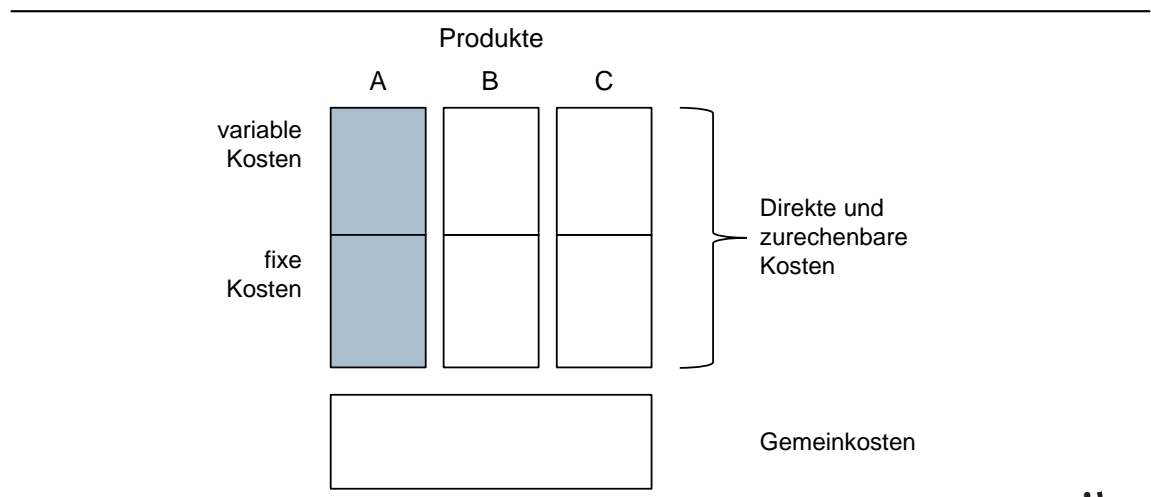 Produkte
A B C
variable
Kosten
fixe
Kosten
Direkte und
zurechenbare
Kosten
Gemeinkosten